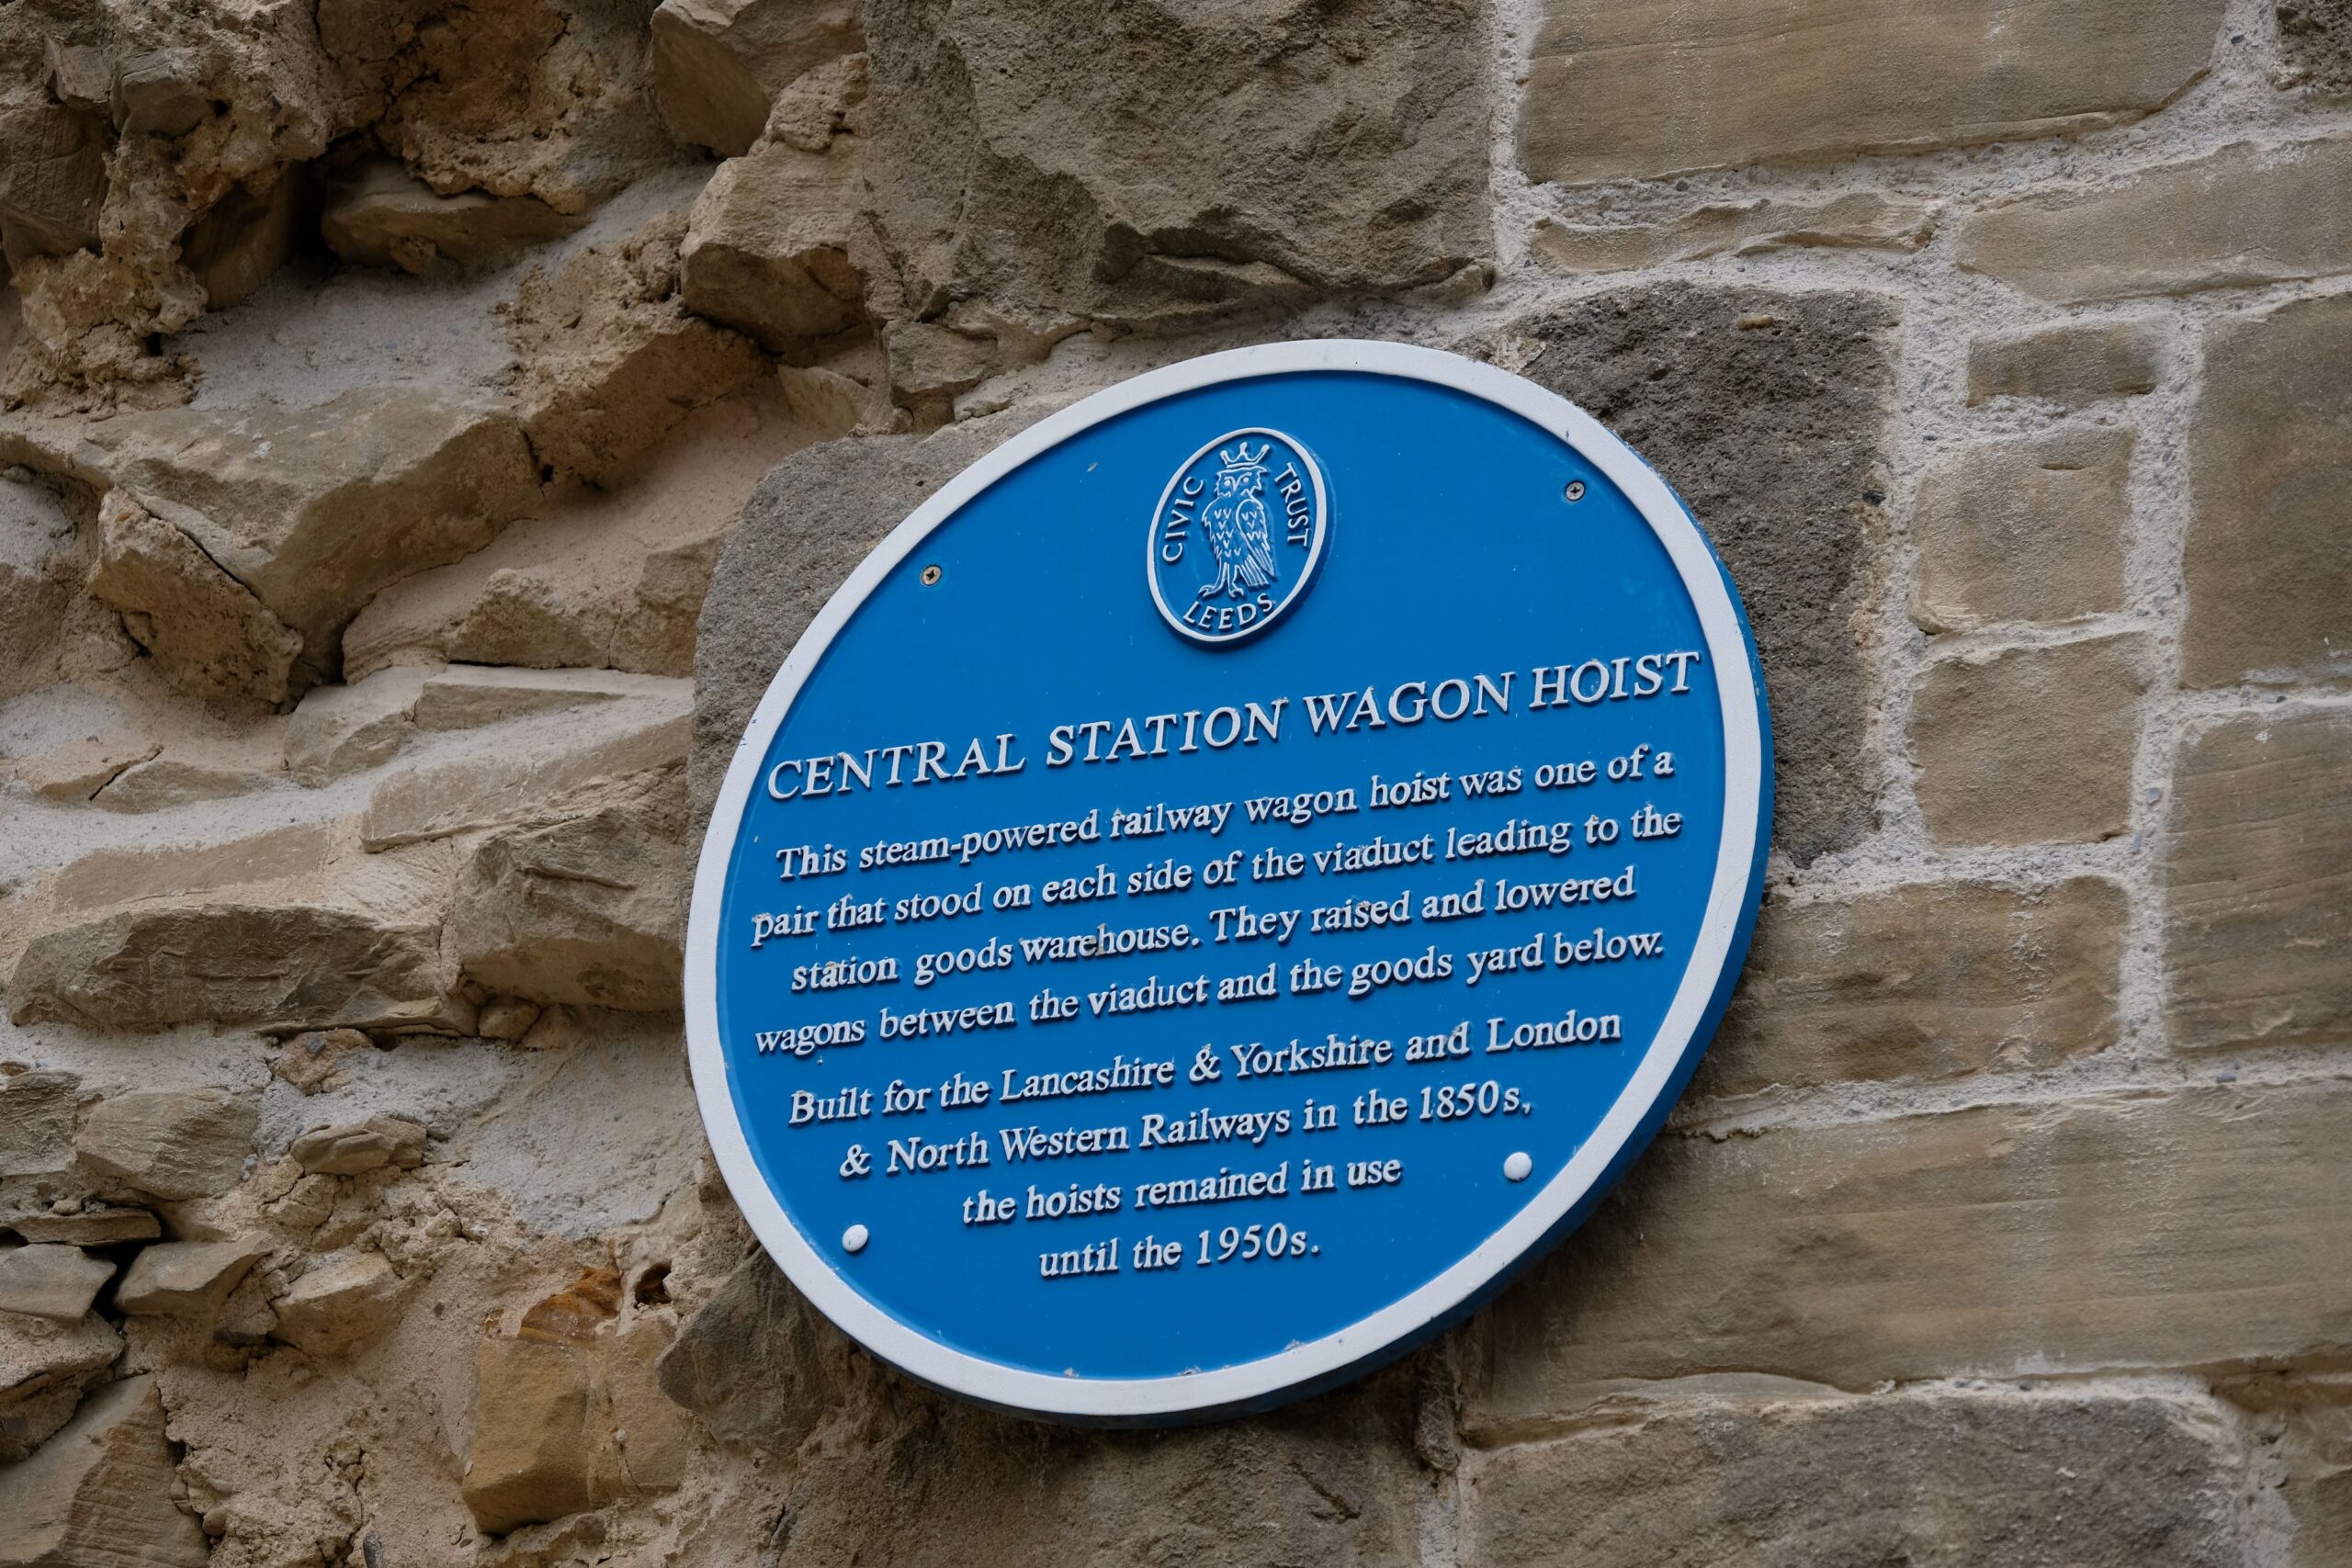 CIVIC TRUST
LEEDS
CENTRAL STATION WAGON HOIST
This steam-powered railway wagon hoist was one of a
pair that stood on each side of the viaduct leading to the
station goods warehouse. They raised and lowered
wagons between the viaduct and the goods yard below.
Built for the Lancashire & Yorkshire and London
& North Western Railways in the 1850s,
the hoists remained in use
until the 1950s.